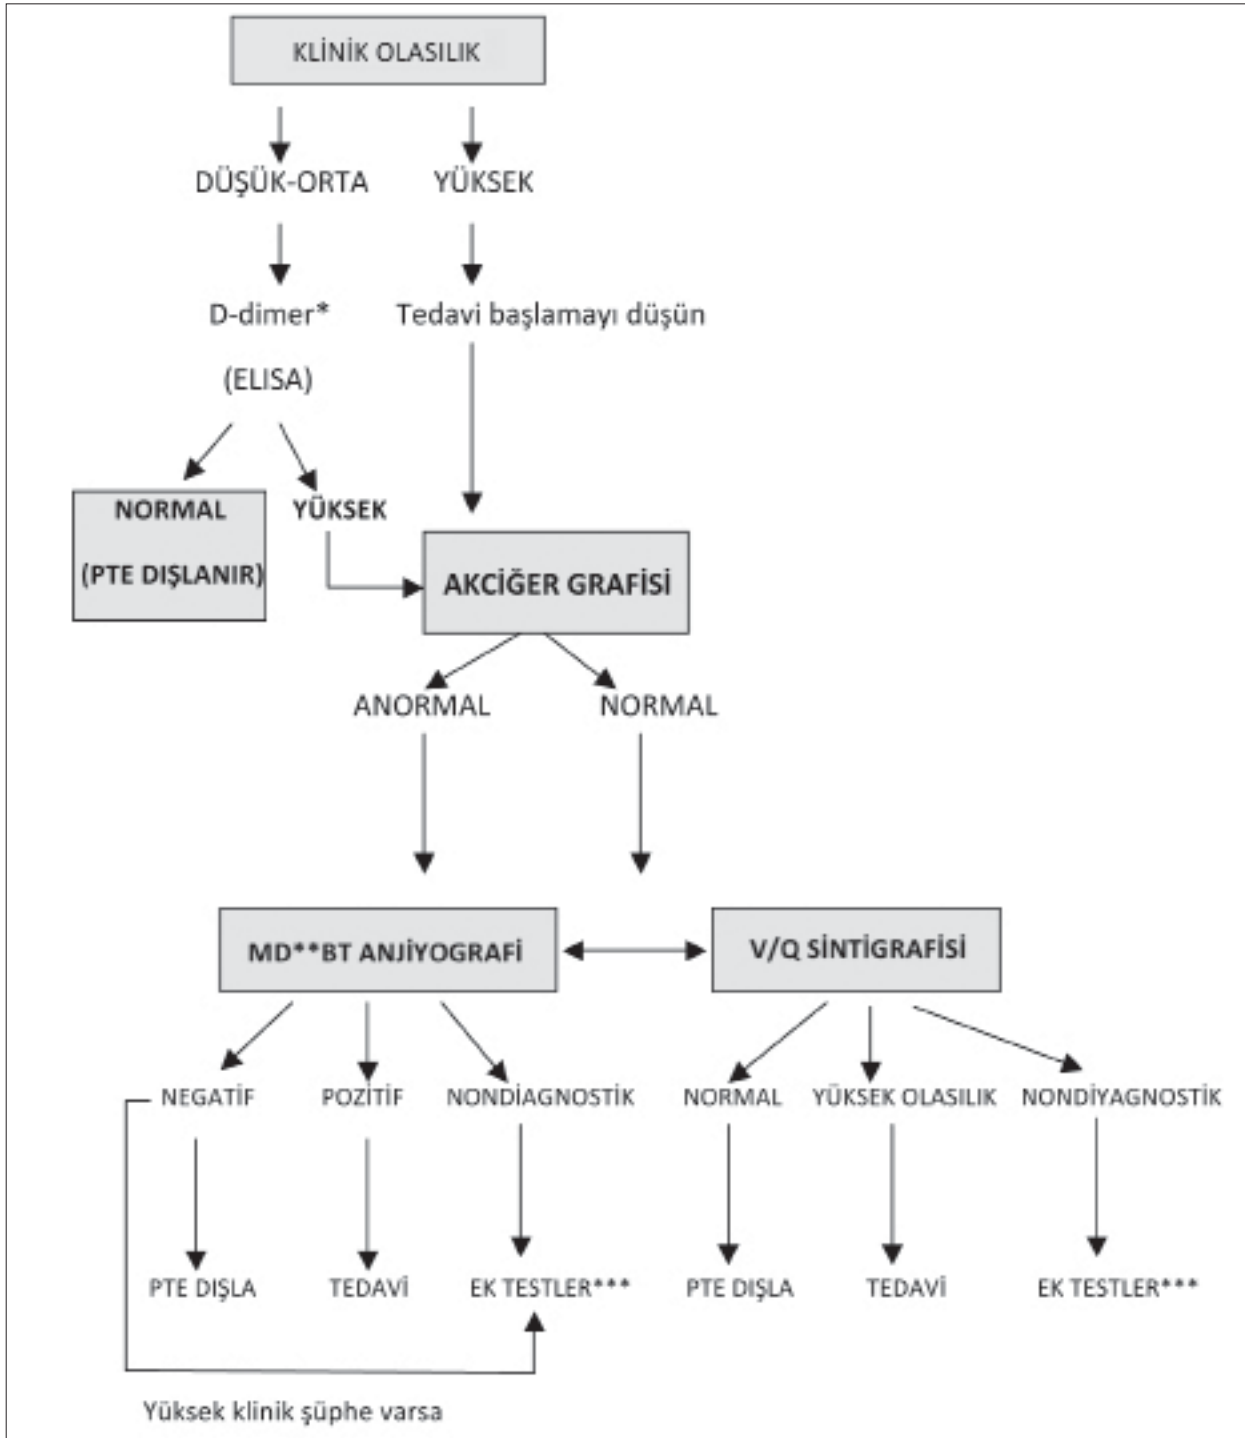 KLİNİK OLASILIK
DÜŞÜK-ORTA
YÜKSEK
D-dimer*
Tedavi başlamayı düşün
(ELISA)
NORMAL
YÜKSEK
(PTE DIŞLANIR)
AKCİĞER GRAFİSİ
ANORMAL
NORMAL
MD**BT ANJİYOGRAFİ
V/Q SİNTİGRAFİSİ
NEGATİF
POZİTİF
NONDİAGNOSTİK
NORMAL
YÜKSEK OLASILIK
NONDİYAGNOSTİK
PTE DIŞLA
TEDAVİ
EK TESTLER***
PTE DIŞLA
TEDAVİ
EK TESTLER***
Yüksek klinik şüphe varsa